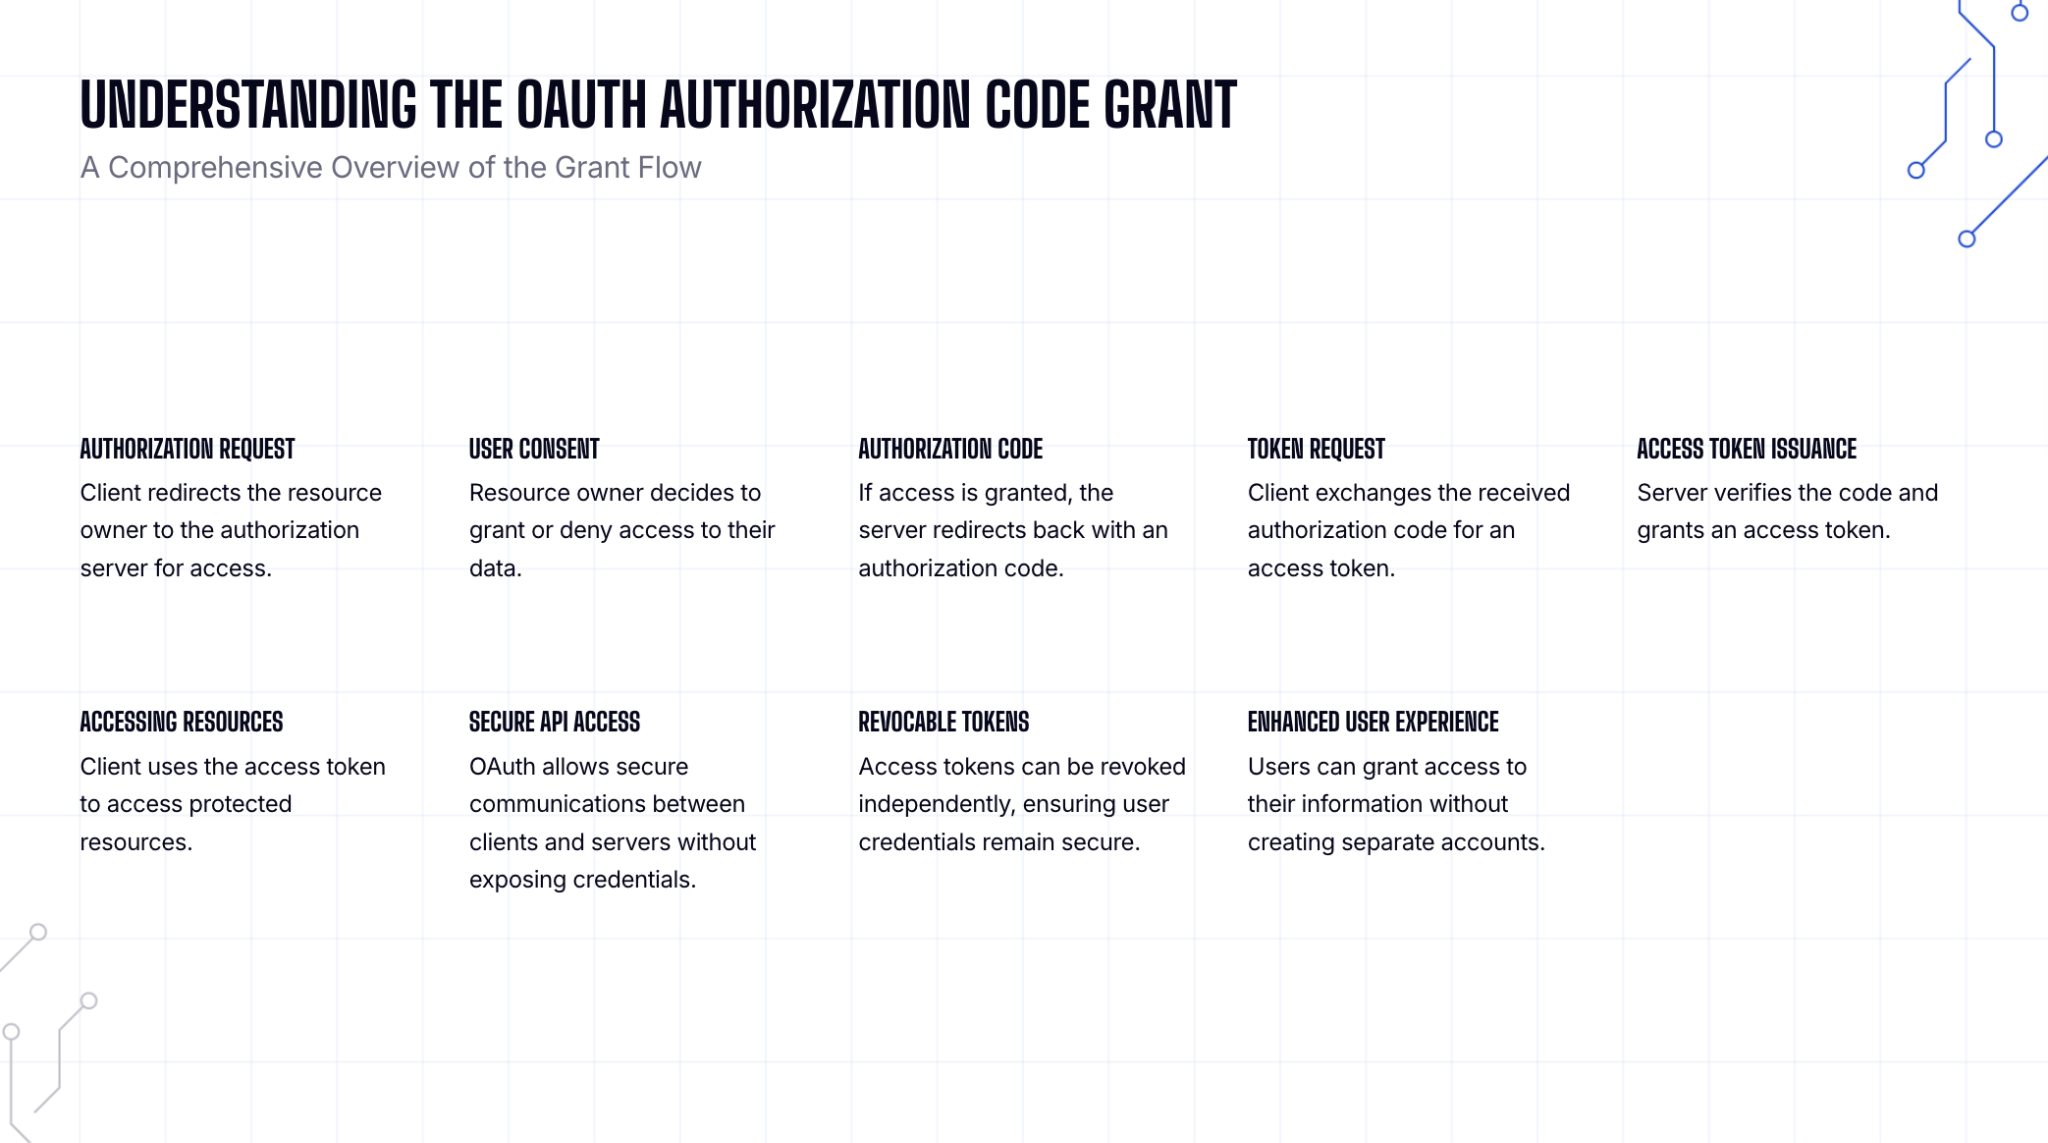 UNDERSTANDING THE OAUTH AUTHORIZATION CODE GRANT
A Comprehensive Overview of the Grant Flow
AUTHORIZATION REQUEST
Client redirects the resource
owner to the authorization
server for access.
USER CONSENT
Resource owner decides to
grant or deny access to their
data.
AUTHORIZATION CODE
If access is granted, the
server redirects back with an
authorization code.
TOKEN REQUEST
Client exchanges the received
authorization code for an
access token.
ACCESS TOKEN ISSUANCE
Server verifies the code and
grants an access token.
ACCESSING RESOURCES
Client uses the access token
to access protected
resources.
SECURE API ACCESS
OAuth allows secure
communications between
clients and servers without
exposing credentials.
REVOCABLE TOKENS
Access tokens can be revoked
independently, ensuring user
credentials remain secure.
ENHANCED USER EXPERIENCE
Users can grant access to
their information without
creating separate accounts.